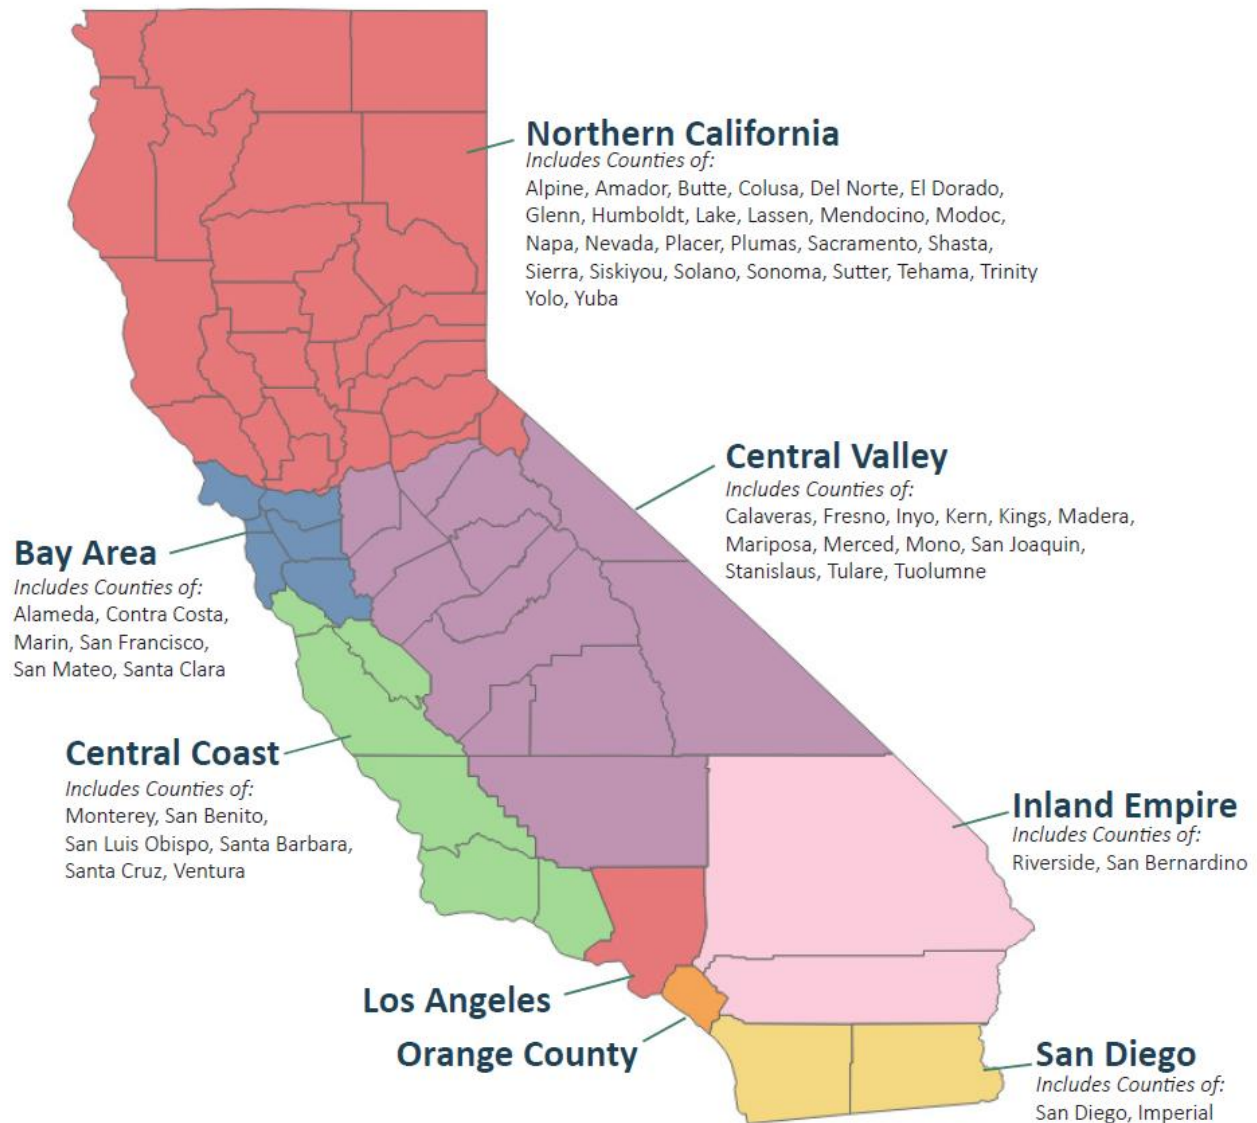 Northern California
Includes Counties of:
Alpine, Amador, Butte, Colusa, Del Norte, El Dorado,
Glenn, Humboldt, Lake, Lassen, Mendocino, Modoc,
Napa, Nevada, Placer, Plumas, Sacramento, Shasta,
Sierra, Siskiyou, Solano, Sonoma, Sutter, Tehama, Trinity
Yolo, Yuba
Central Valley
Includes Counties of:
Calaveras, Fresno, Inyo, Kern, Kings, Madera,
Mariposa, Merced, Mono, San Joaquin,
Stanislaus, Tulare, Tuolumne
Bay Area
Includes Counties of:
Alameda, Contra Costa,
Marin, San Francisco,
San Mateo, Santa Clara
Central Coast
Includes Counties of:
Monterey, San Benito,
San Luis Obispo, Santa Barbara,
Santa Cruz, Ventura
Inland Empire
Includes Counties of:
Riverside, San Bernardino
Los Angeles
Orange County
San Diego
Includes Counties of:
San Diego, Imperial